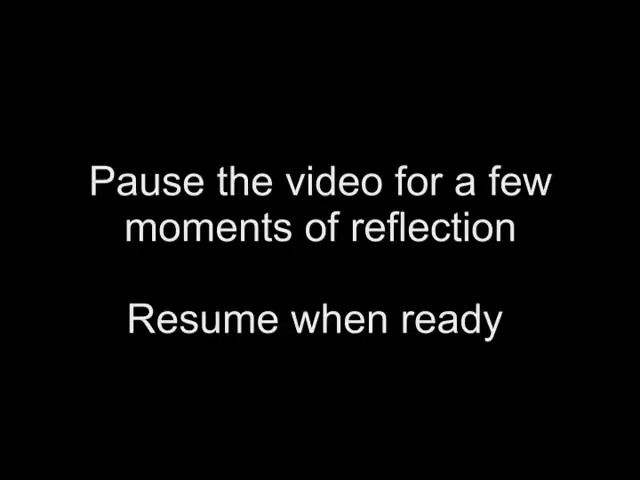 Pause the video for a few
moments of reflection
Resume when ready